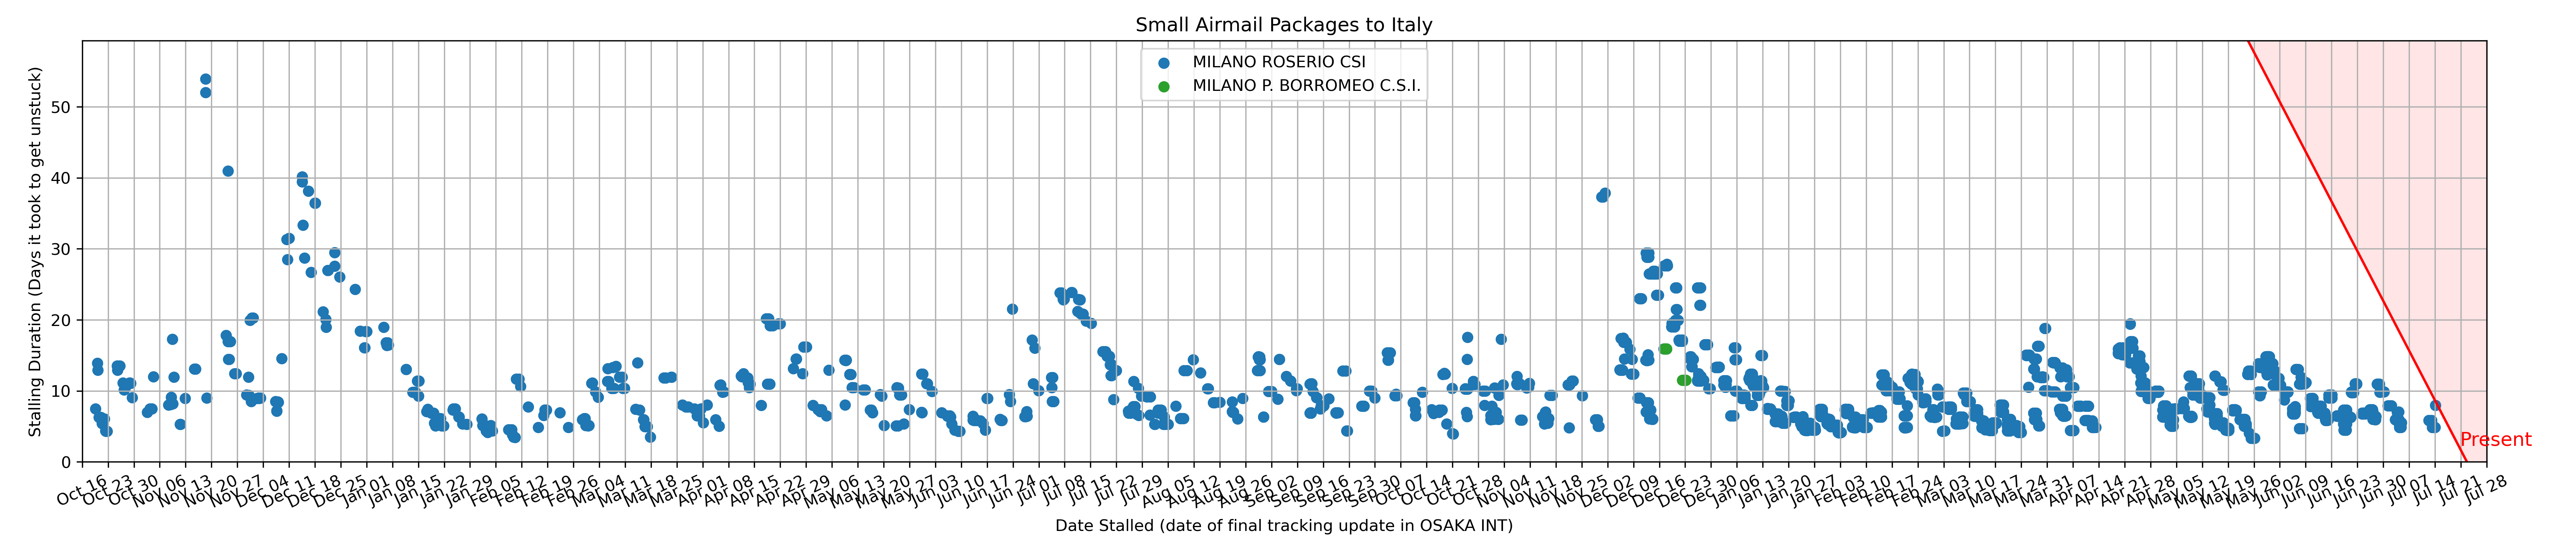 Small Airmail Packages to Italy
MILANO ROSERIO CSI
MILANO P. BORROMEO C.S.I.
Stalling Duration (Days it took to get unstuck)
50
40
30
20
10
0
Present
Oct 16 Oct 23 Oct 30 Nov 06 Nov 13 Nov 20 Nov 27 Dec 04 Dec 11 Dec 18 Dec 25 Jan 01 Jan 08 Jan 15 Jan 22 Jan 29 Feb 05 Feb 12 Feb 19 Feb 26 Mar 04 Mar 11 Mar 18 Mar 25 Apr 01 Apr 08 Apr 15 Apr 22 Apr 29 May 06 May 13 May 20 May 27 Jun 03 Jun 10 Jun 17 Jun 24 Jul 01 Jul 08 Jul 15 Jul 22 Jul 29 Aug 05 Aug 12 Aug 19 Aug 26 Sep 02 Sep 09 Sep 16 Sep 23 Sep 30 Oct 07 Oct 14 Oct 21 Oct 28 Nov 04 Nov 11 Nov 18 Nov 25 Dec 02 Dec 09 Dec 16 Dec 23 Dec 30 Jan 06 Jan 13 Jan 20 Jan 27 Feb 03 Feb 10 Feb 17 Feb 24 Mar 03 Mar 10 Mar 17 Mar 24 Mar 31 Apr 07 Apr 14 Apr 21 Apr 28 May 05 May 12 May 19 May 26 Jun 02 Jun 09 Jun 16 Jun 23 Jun 30 Jul 07 Jul 14 Jul 21 Jul 28
Date Stalled (date of final tracking update in OSAKA INT)